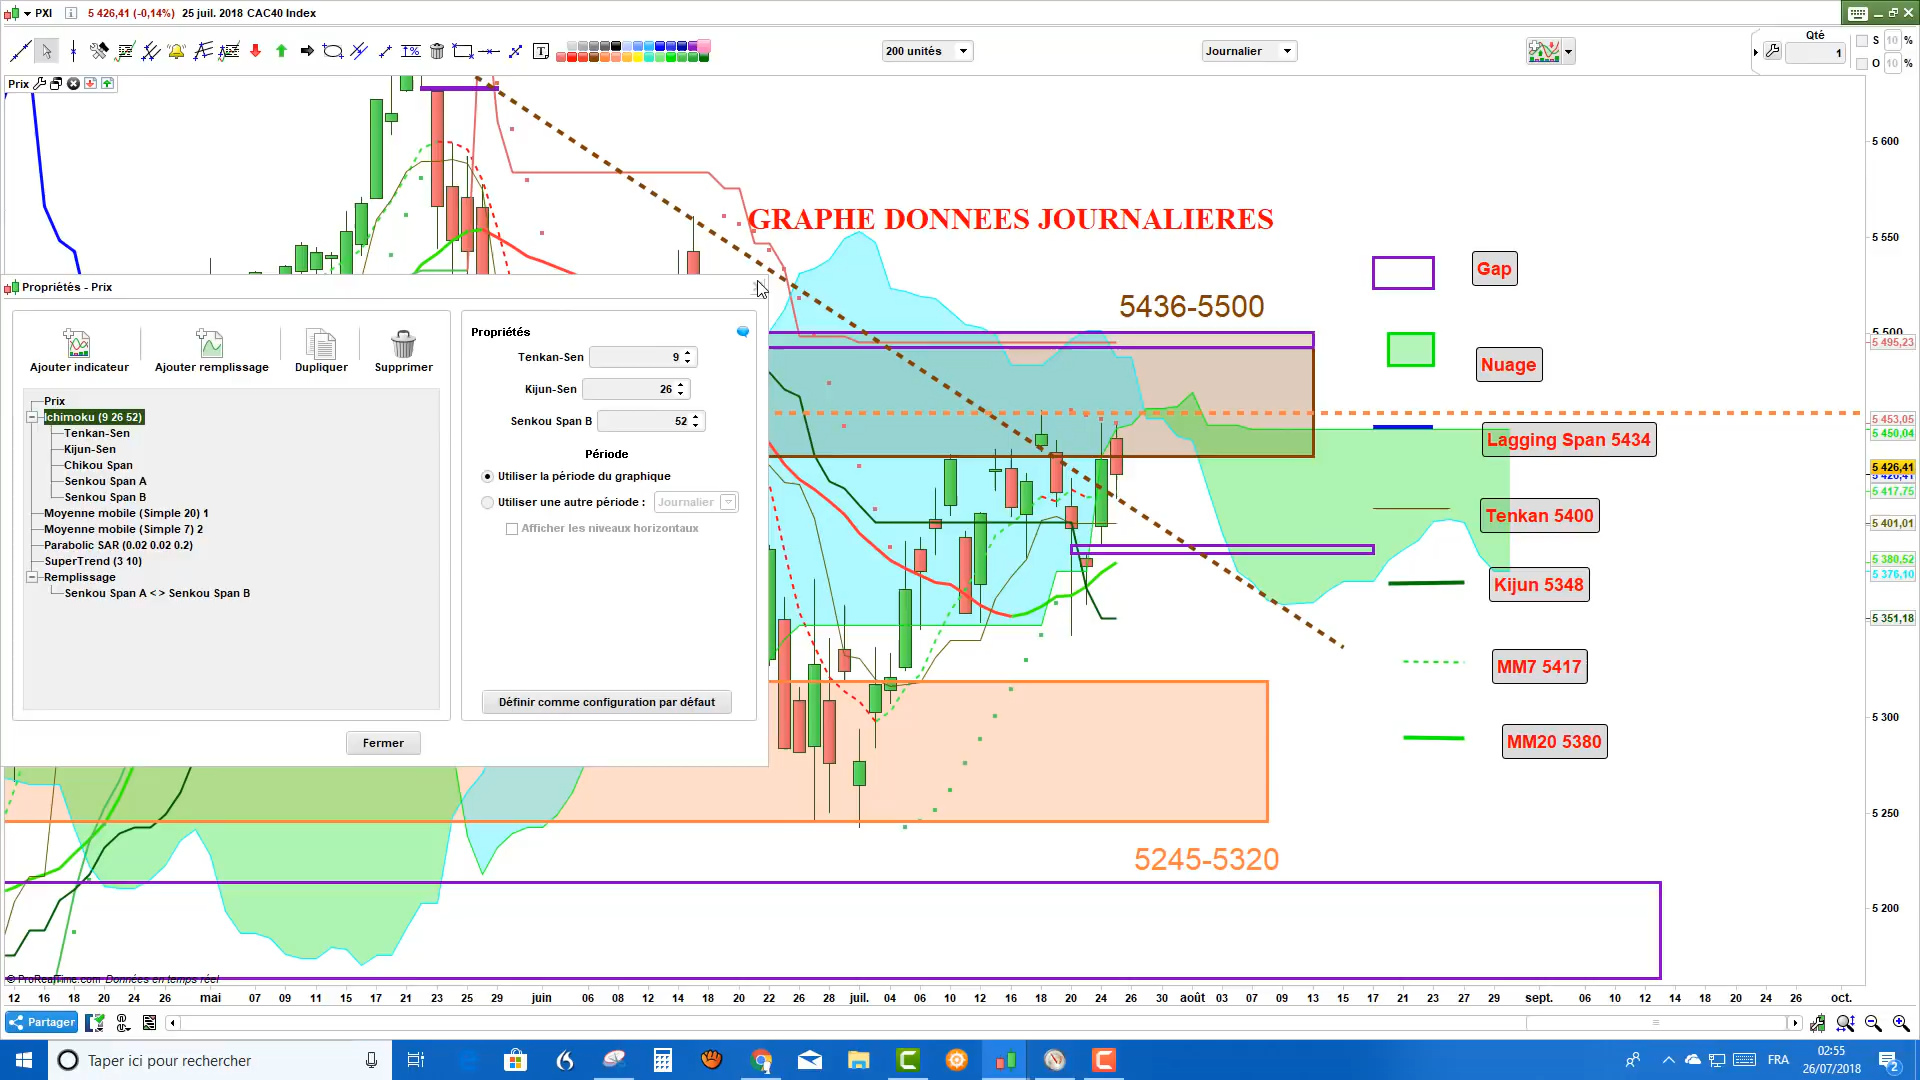 PXI 5 426,41 (-0,14%) 25 juil. 2018 CAC40 Index
200 unités
Journalier
Qté
1
S 10 %
O 10 %
Prix
5 600
5 550
5 500
5 495,23
5 453,05
5 450,04
5 426,41
5 417,75
5 401,01
5 380,52
5 376,10
5 351,18
5 300
5 250
5 200
GRAPHE DONNEES JOURNALIERES
5436-5500
5245-5320
Gap
Nuage
Lagging Span 5434
Tenkan 5400
Kijun 5348
MM7 5417
MM20 5380
Propriétés - Prix
Ajouter indicateur
Ajouter remplissage
Dupliquer
Supprimer
Prix
Ichimoku (9 26 52)
Tenkan-Sen
Kijun-Sen
Chikou Span
Senkou Span A
Senkou Span B
Moyenne mobile (Simple 20) 1
Moyenne mobile (Simple 7) 2
Parabolic SAR (0.02 0.02 0.2)
SuperTrend (3 10)
Remplissage
Senkou Span A < > Senkou Span B
Propriétés
Tenkan-Sen 9
Kijun-Sen 26
Senkou Span B 52
Période
Utiliser la période du graphique
Utiliser une autre période : Journalier
Afficher les niveaux horizontaux
Définir comme configuration par défaut
Fermer
© ProRealTime.com Données en temps réel
12 16 18 20 24 26 mai 07 09 11 15 17 21 23 25 29 juin 06 08 12 14 18 20 22 26 28 juil. 04 06 10 12 16 18 20 24 26 30 août 03 07 09 13 15 17 21 23 27 29 sept. 06 10 12 14 18 20 24 26 oct.
Partager
Taper ici pour rechercher
FRA
02:55
26/07/2018
2